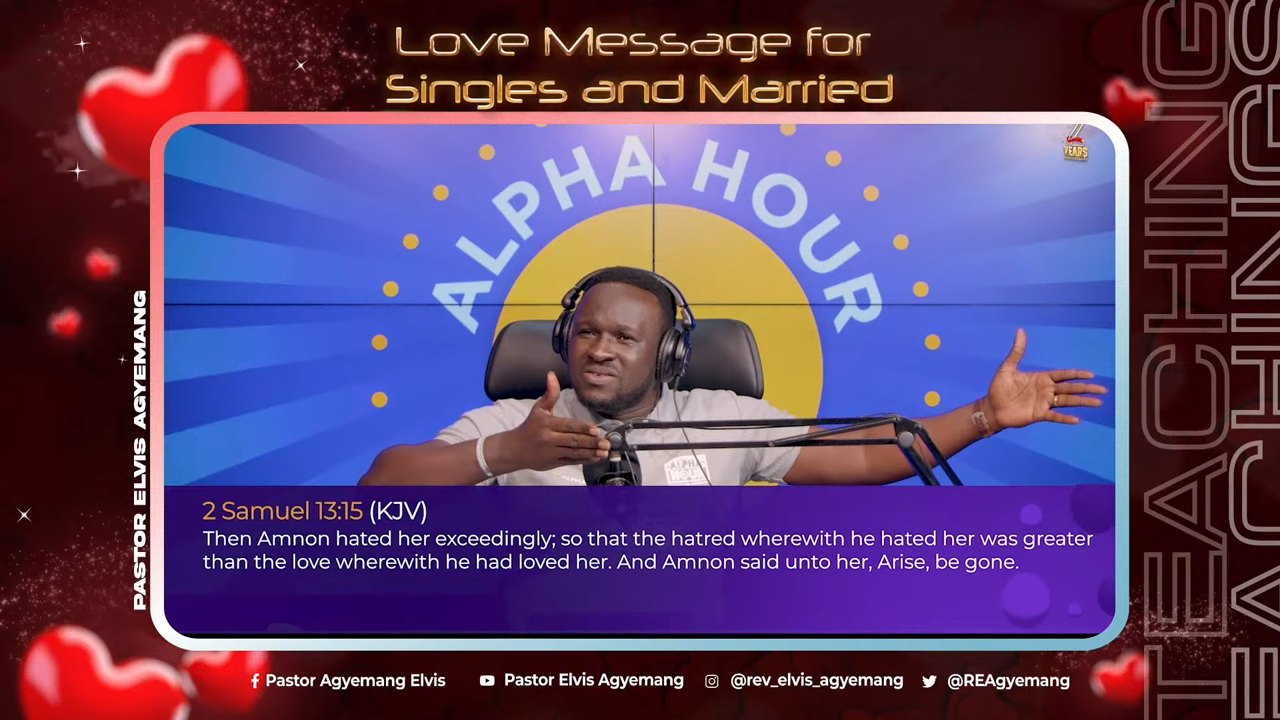 Love Message for
Singles and Married
ALPHA HOUR
YEARS
PASTOR ELVIS AGYEMANG
2 Samuel 13:15 (KJV)
Then Amnon hated her exceedingly; so that the hatred wherewith he hated her was greater
than the love wherewith he had loved her. And Amnon said unto her, Arise, be gone.
Pastor Agyemang Elvis
Pastor Elvis Agyemang
@rev_elvis_agyemang
@REAgyemang
TEACHING